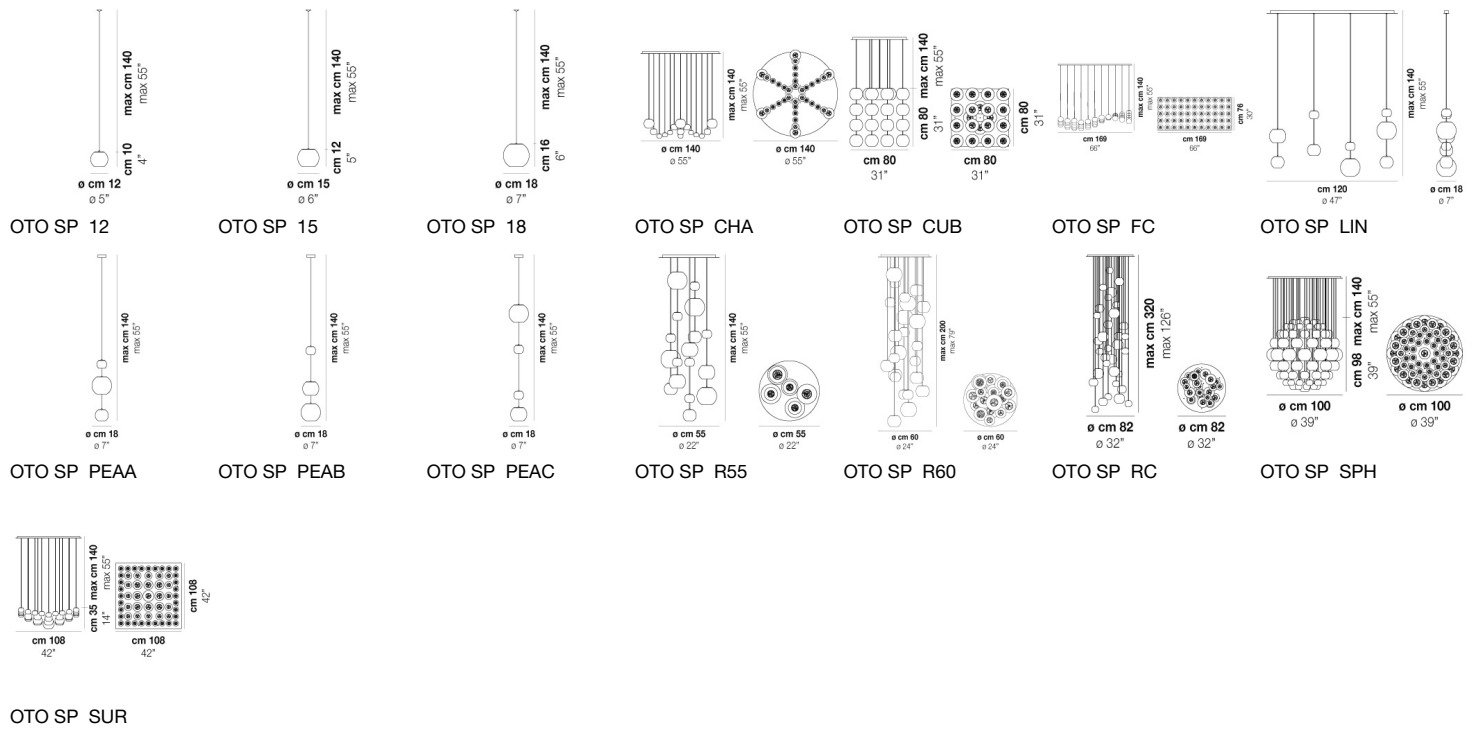 max cm 140
max 55"
cm 10
4"
ø cm 12
ø 5"
OTO SP 12
max cm 140
max 55"
cm 12
5"
ø cm 15
ø 6"
OTO SP 15
max cm 140
max 55"
cm 16
6"
ø cm 18
ø 7"
OTO SP 18
max cm 140
max 55"
ø cm 140
ø 55"
ø cm 140
ø 55"
OTO SP CHA
max cm 140
max 55"
cm 80
31"
cm 80
31"
cm 80
31"
cm 80
31"
OTO SP CUB
max cm 140
max 55"
cm 169
66"
cm 76
30"
cm 169
66"
OTO SP FC
max cm 140
max 55"
cm 120
ø 47"
ø cm 18
ø 7"
OTO SP LIN
max cm 140
max 55"
ø cm 18
ø 7"
OTO SP PEAA
max cm 140
max 55"
ø cm 18
ø 7"
OTO SP PEAB
max cm 140
max 55"
ø cm 18
ø 7"
OTO SP PEAC
max cm 140
max 55"
ø cm 55
ø 22"
ø cm 55
ø 22"
OTO SP R55
max cm 200
max 79"
ø cm 60
ø 24"
ø cm 60
ø 24"
OTO SP R60
max cm 320
max 126"
ø cm 82
ø 32"
ø cm 82
ø 32"
OTO SP RC
max cm 140
max 55"
cm 98
39"
ø cm 100
ø 39"
ø cm 100
ø 39"
OTO SP SPH
max cm 140
max 55"
cm 35
14"
cm 108
42"
cm 108
42"
cm 108
42"
OTO SP SUR